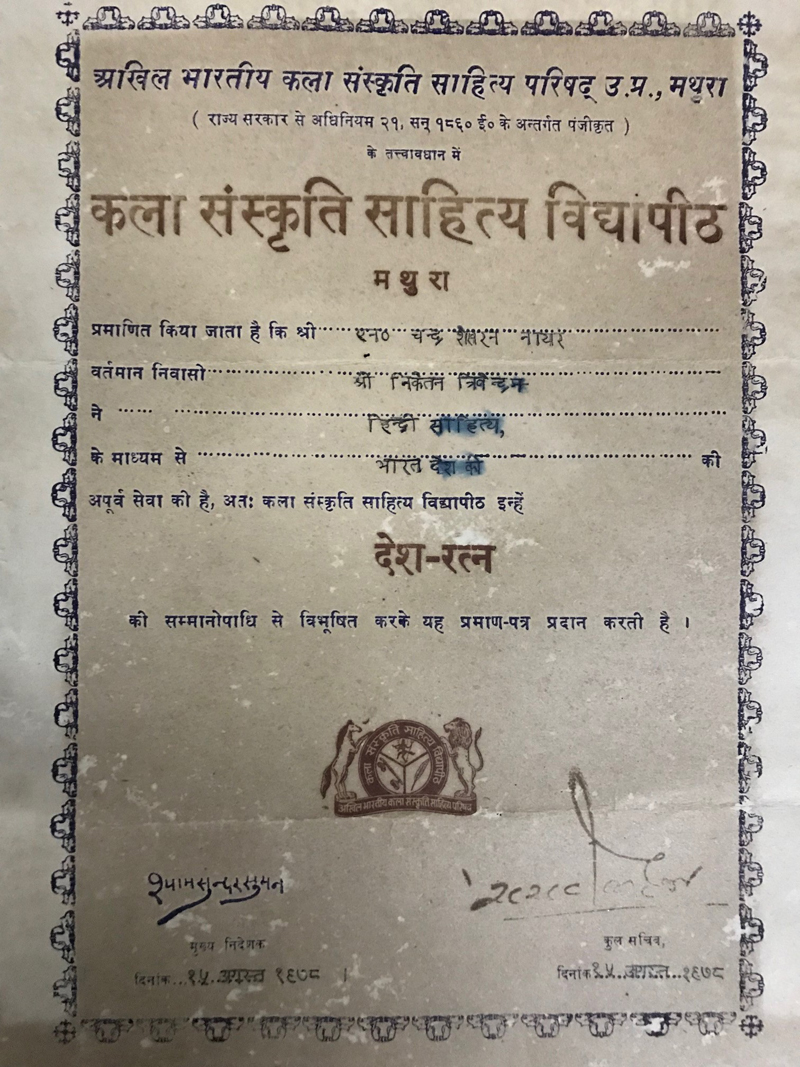 अखिल भारतीय कला संस्कृति साहित्य परिषद् उ.प्र., मथुरा
( राज्य सरकार से अधिनियम २१, सन् १८६० ई० के अन्तर्गत पंजीकृत )
के तत्वावधान में
कला संस्कृति साहित्य विद्यापीठ
मथुरा
प्रमाणित किया जाता है कि श्री एन० चन्द्र शेखरन नायर
वर्तमान निवासी श्री निकेतन त्रिवेन्द्रम
ने हिन्दी साहित्य,
के माध्यम से भारत देश की की
अपूर्व सेवा की है, अतः कला संस्कृति साहित्य विद्यापीठ इन्हें
देश-रत्न
की सम्मानोपाधि से विभूषित करके यह प्रमाण-पत्र प्रदान करती है ।
कला संस्कृति साहित्य विद्यापीठ
अखिल भारतीय कला संस्कृति साहित्य परिषद
श्यामसुन्दरसुमन
मुख्य निदेशक
कुल सचिव,
दिनांक १५ अगस्त १९७८ ।
दिनांक १५ अगस्त १९७८